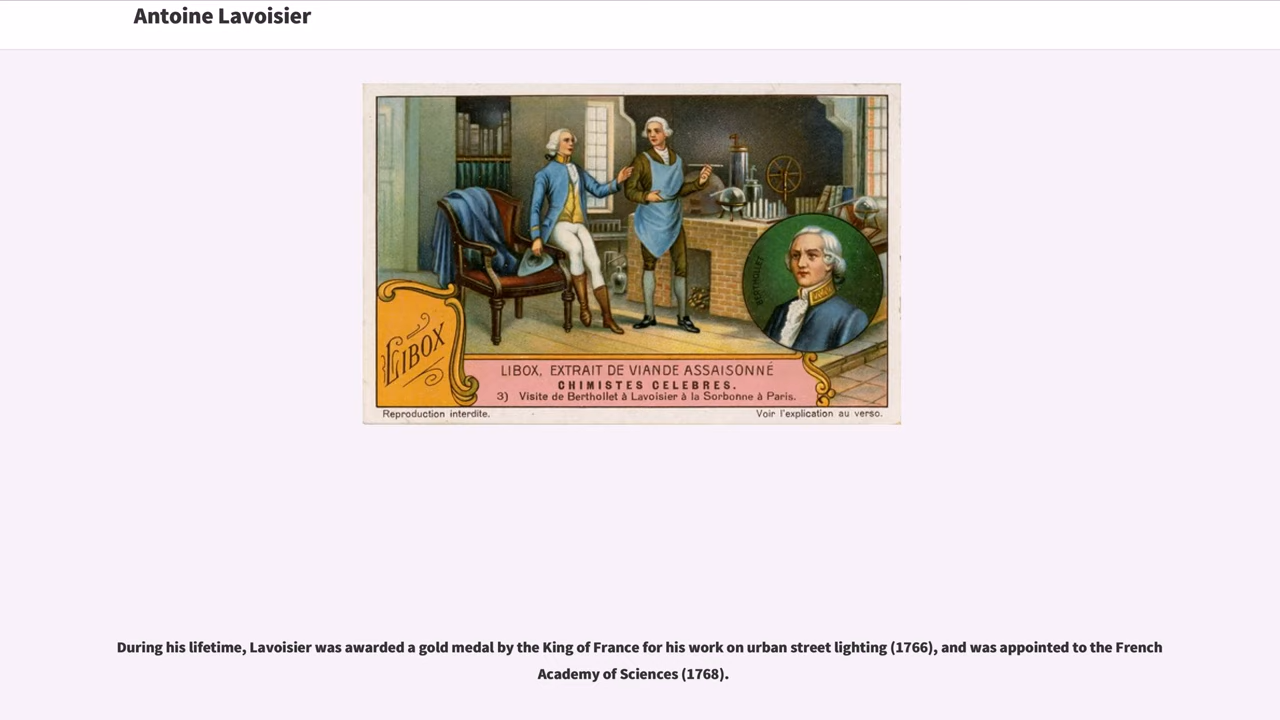 Antoine Lavoisier
BERTHOLLET
LIBOX
LIBOX, EXTRAIT DE VIANDE ASSAISONNÉ
CHIMISTES CELEBRES.
3) Visite de Berthollet à Lavoisier à la Sorbonne à Paris.
Reproduction interdite.
Voir l'explication au verso.
During his lifetime, Lavoisier was awarded a gold medal by the King of France for his work on urban street lighting (1766), and was appointed to the French
Academy of Sciences (1768).